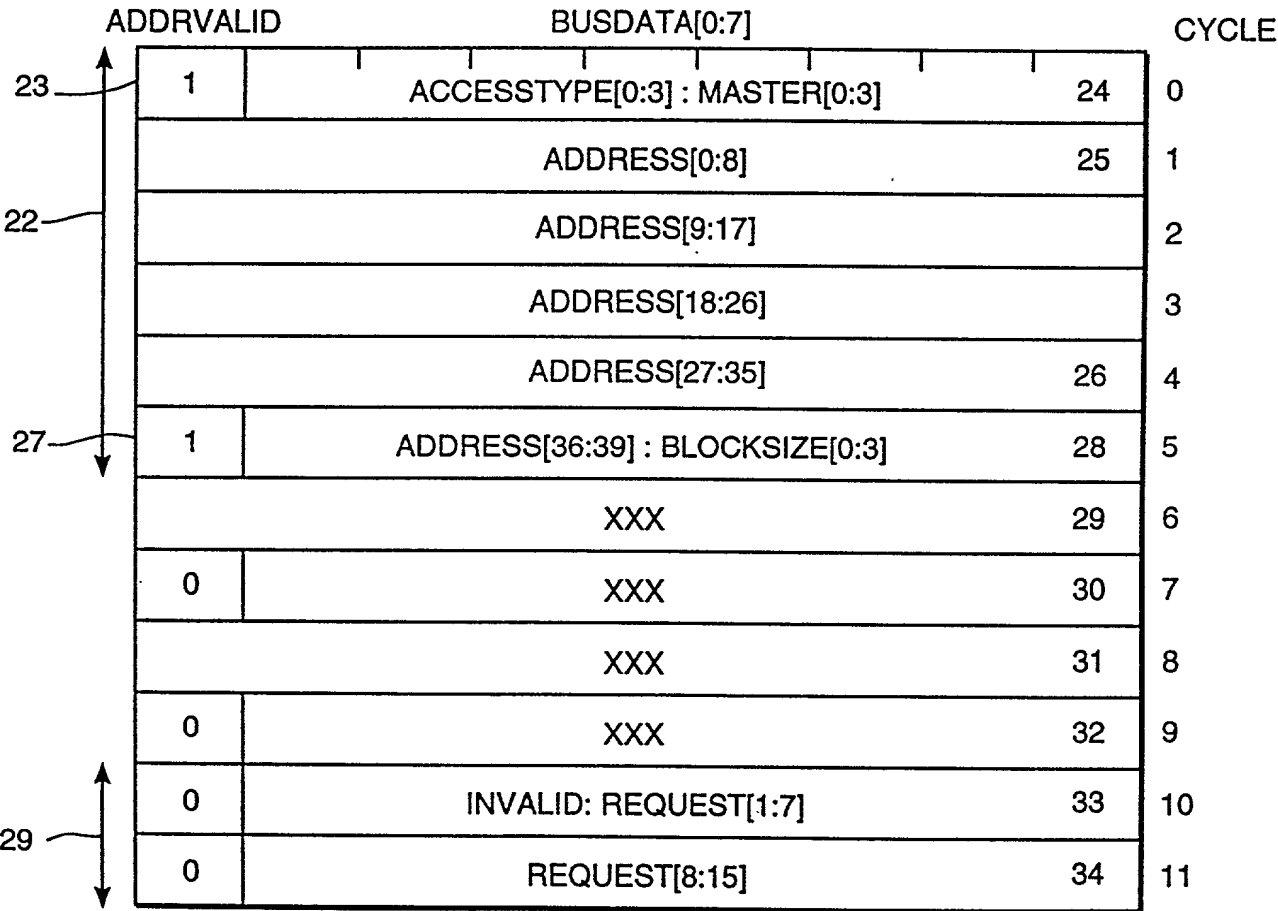 ADDRVALID BUSDATA[0:7] CYCLE
23 1 ACCESSTYPE[0:3] : MASTER[0:3] 24 0
ADDRESS[0:8] 25 1
22 ADDRESS[9:17] 2
ADDRESS[18:26] 3
ADDRESS[27:35] 26 4
27 1 ADDRESS[36:39] : BLOCKSIZE[0:3] 28 5
XXX 29 6
0 XXX 30 7
XXX 31 8
0 XXX 32 9
0 INVALID: REQUEST[1:7] 33 10
29 0 REQUEST[8:15] 34 11